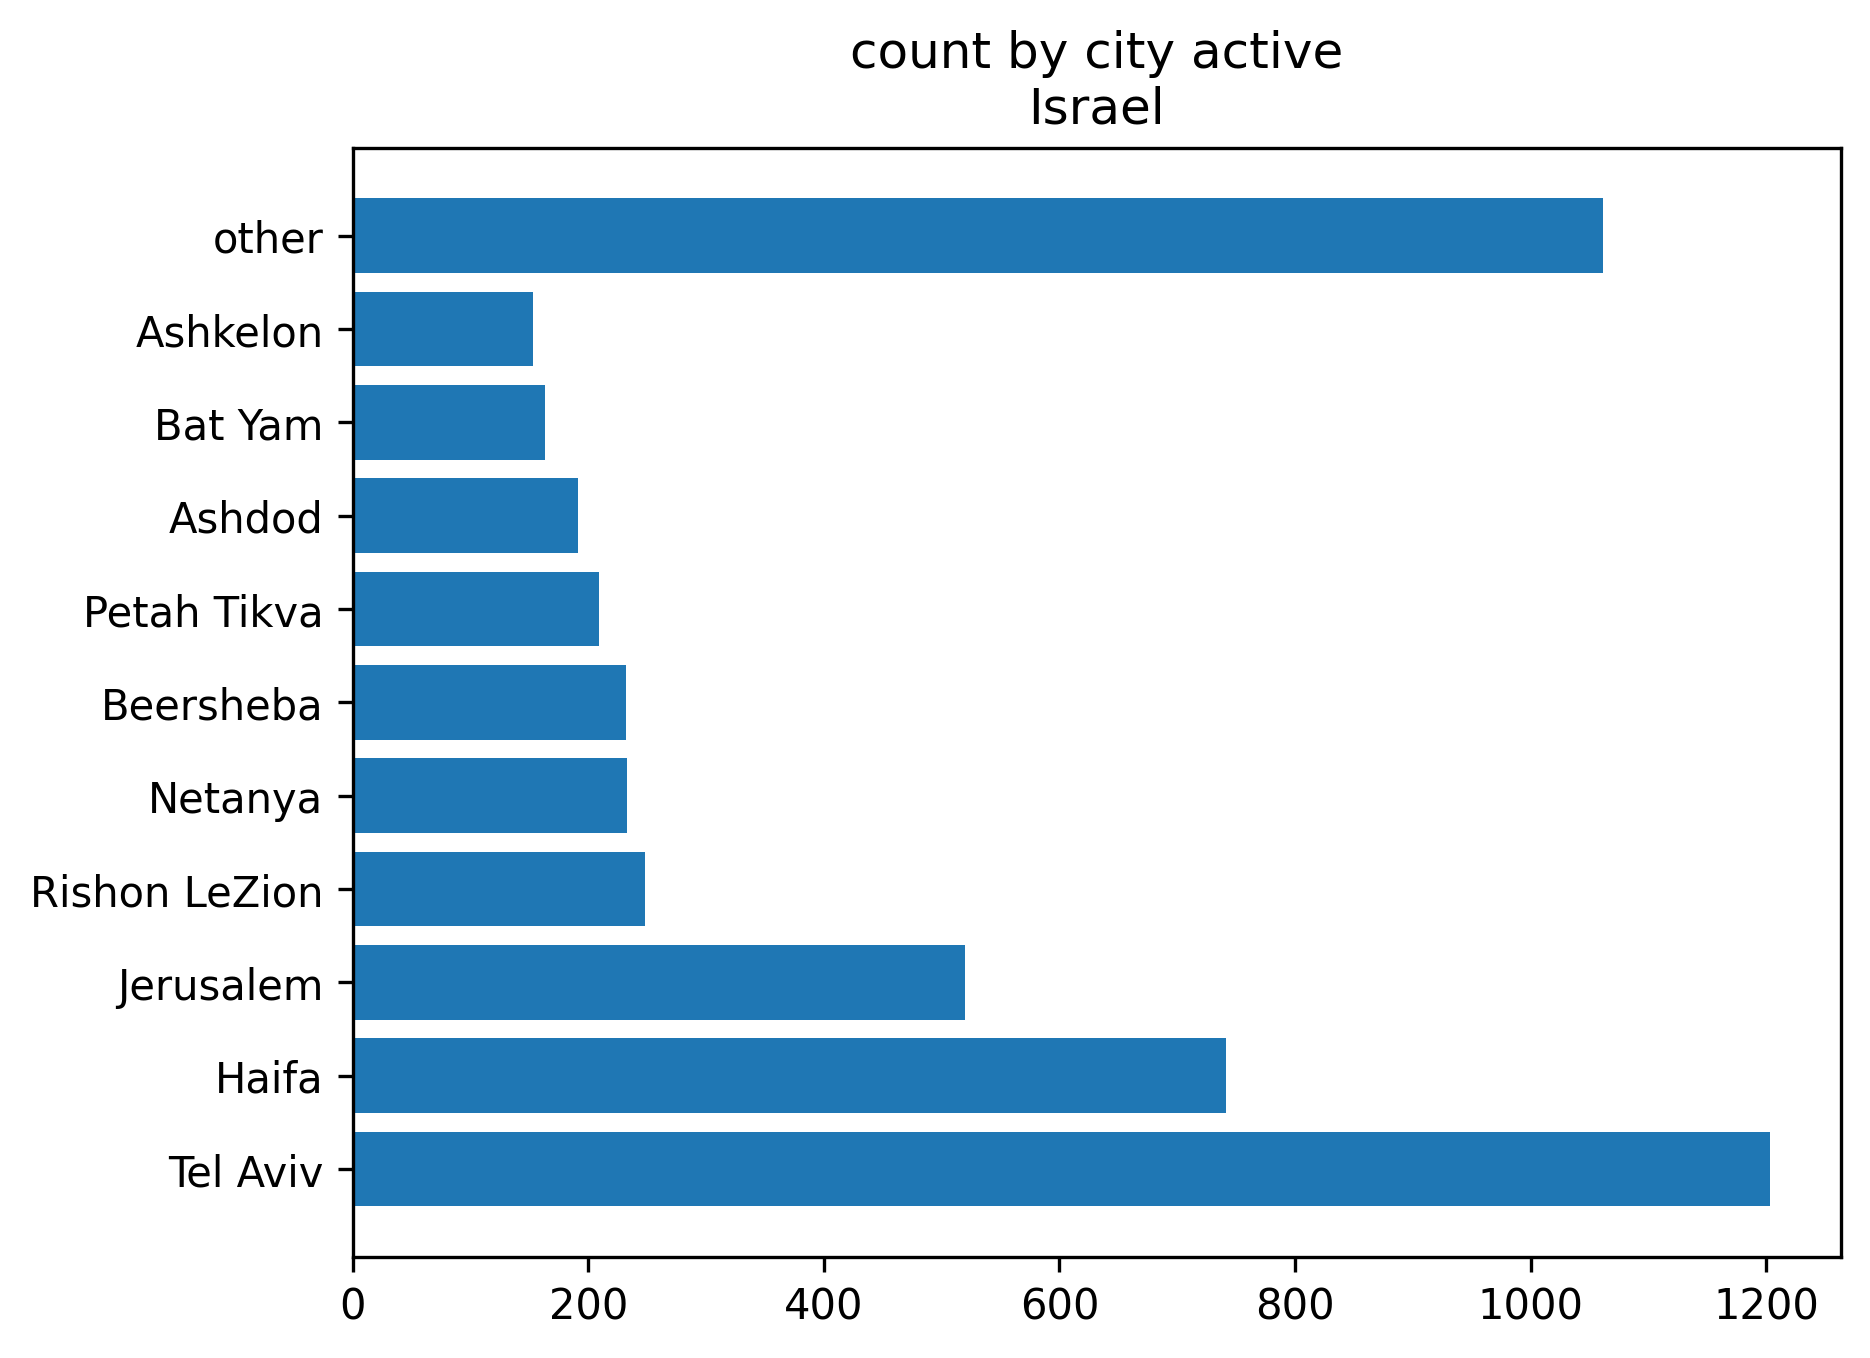 count by city active
Israel
other
Ashkelon
Bat Yam
Ashdod
Petah Tikva
Beersheba
Netanya
Rishon LeZion
Jerusalem
Haifa
Tel Aviv
0 200 400 600 800 1000 1200